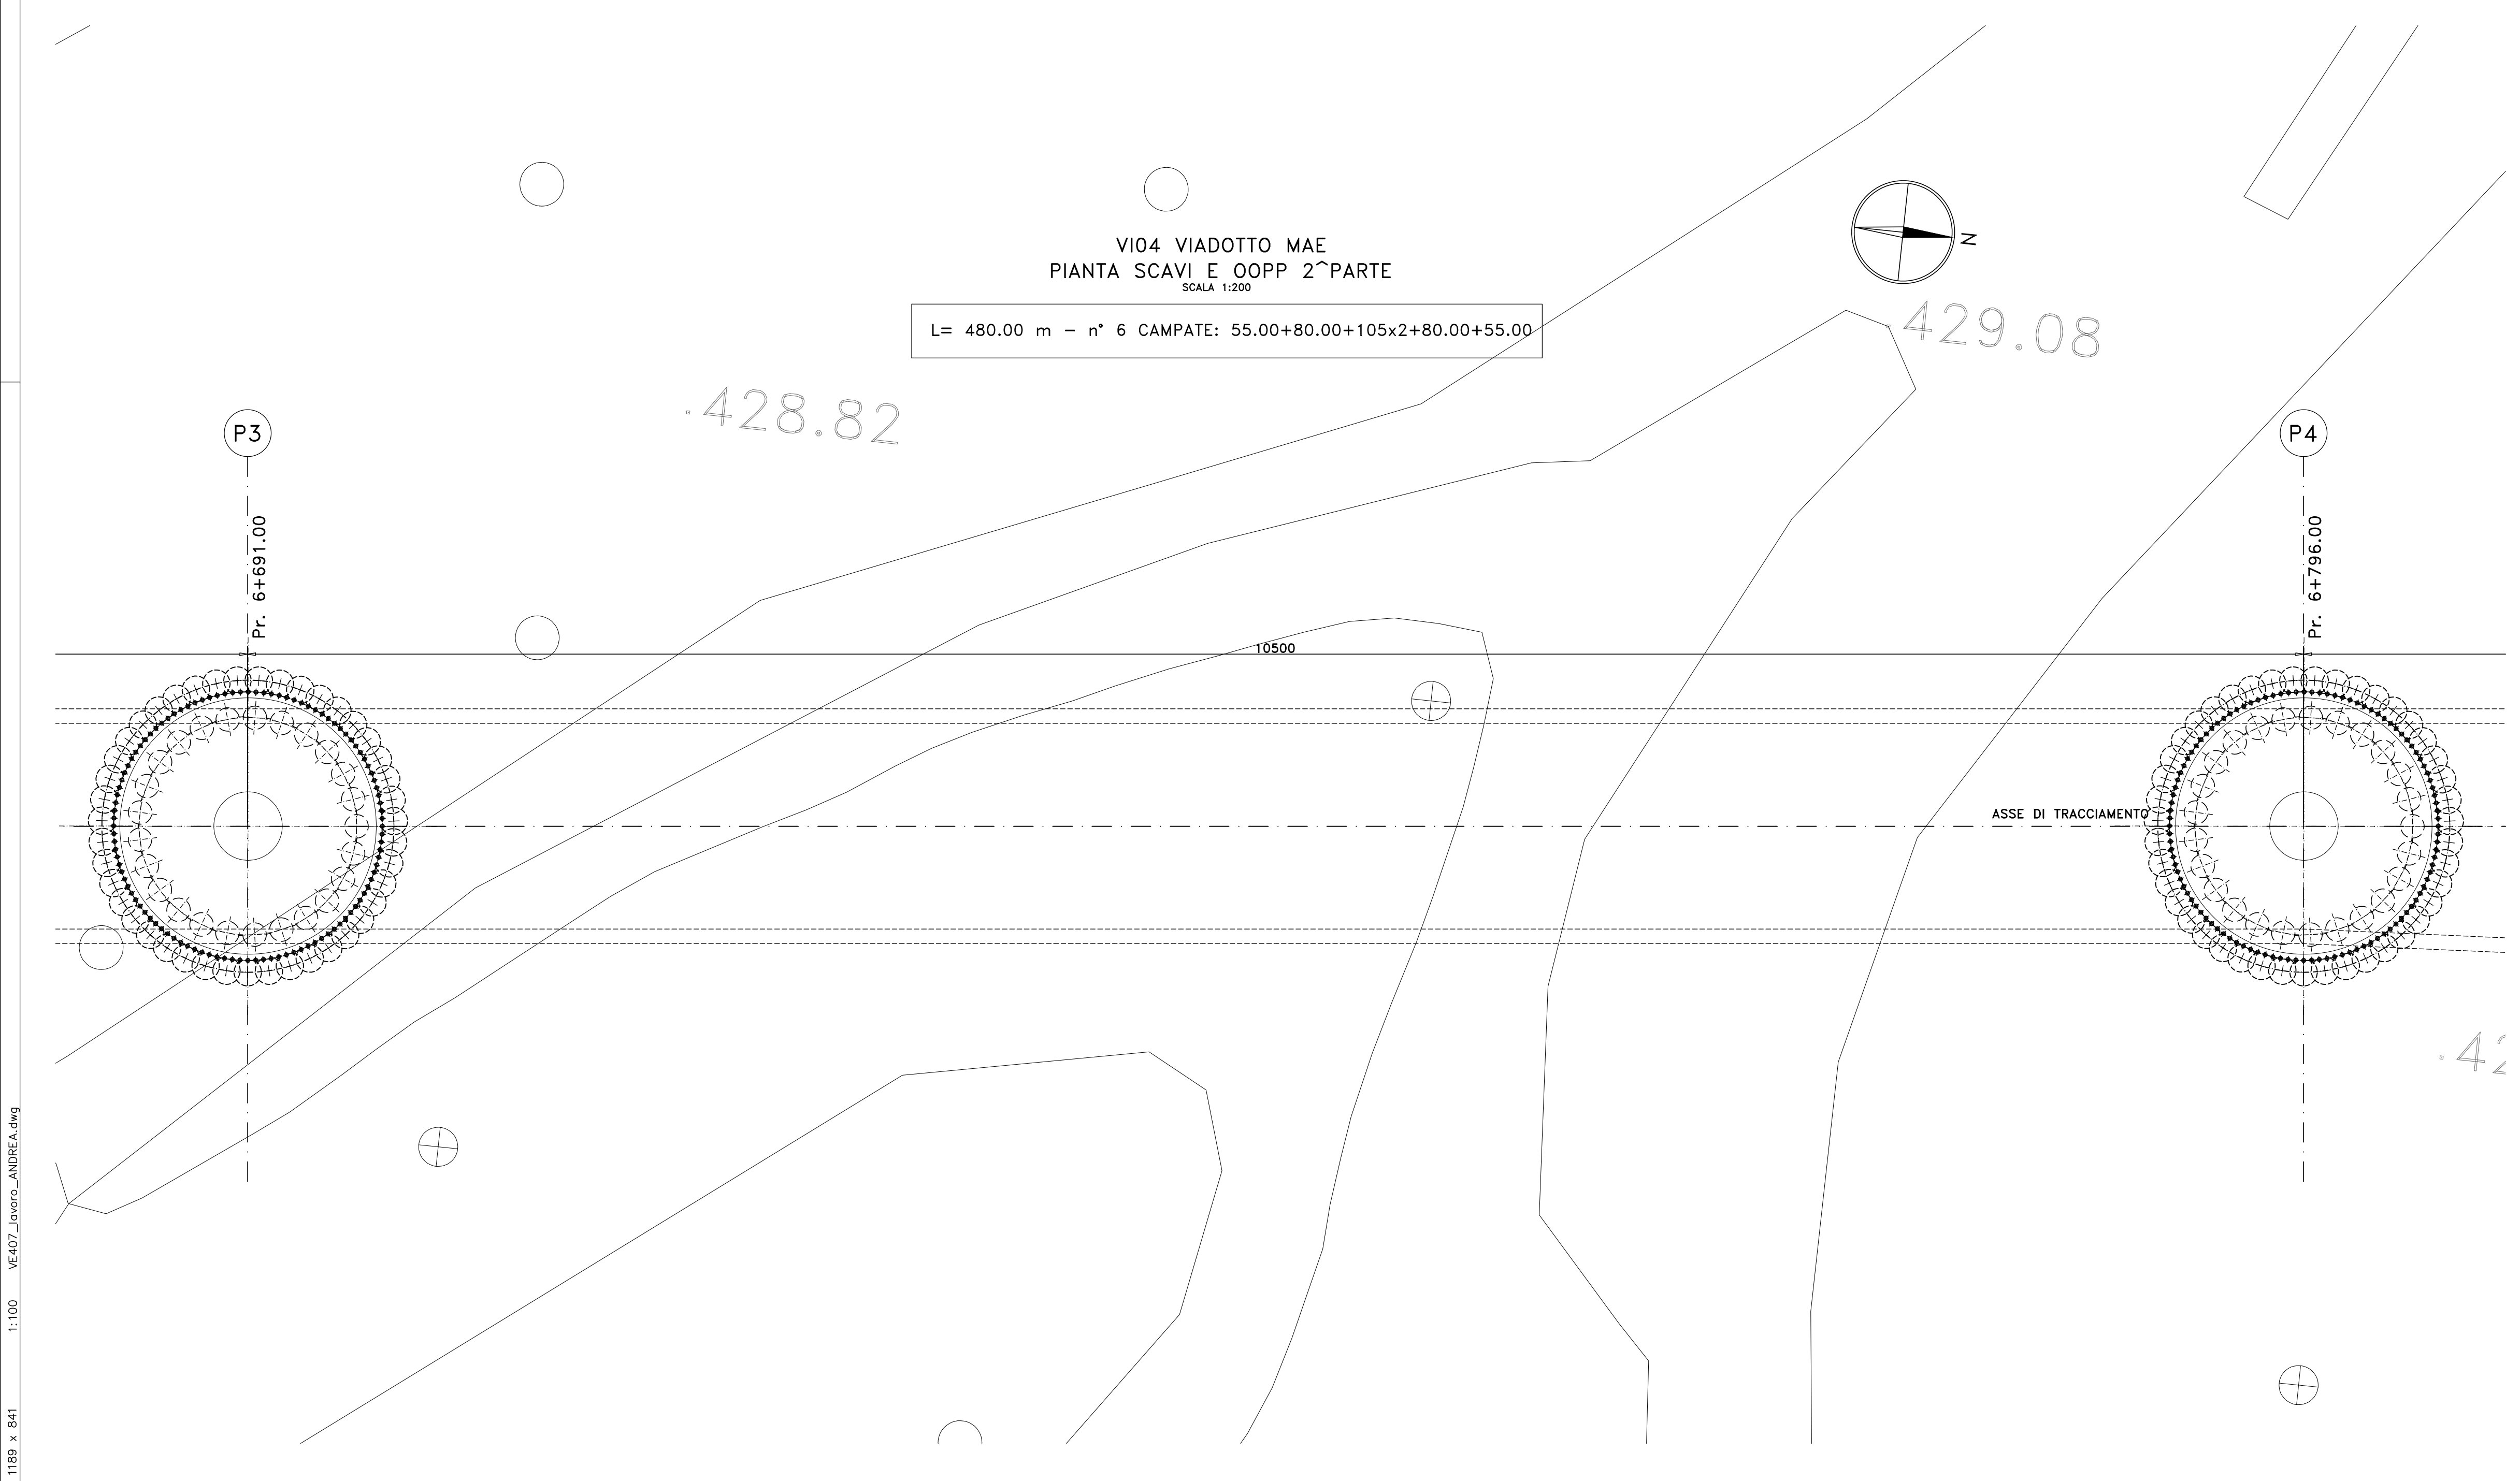 VI04 VIADOTTO MAE
PIANTA SCAVI E OOPP 2^PARTE
SCALA 1:200
L= 480.00 m - n° 6 CAMPATE: 55.00+80.00+105x2+80.00+55.00
N
429.08
428.82
P3
P4
Pr. 6+691.00
Pr. 6+796.00
10500
ASSE DI TRACCIAMENTO
.42
1189 x 841 1:100 VE407_lavoro_ANDREA.dwg